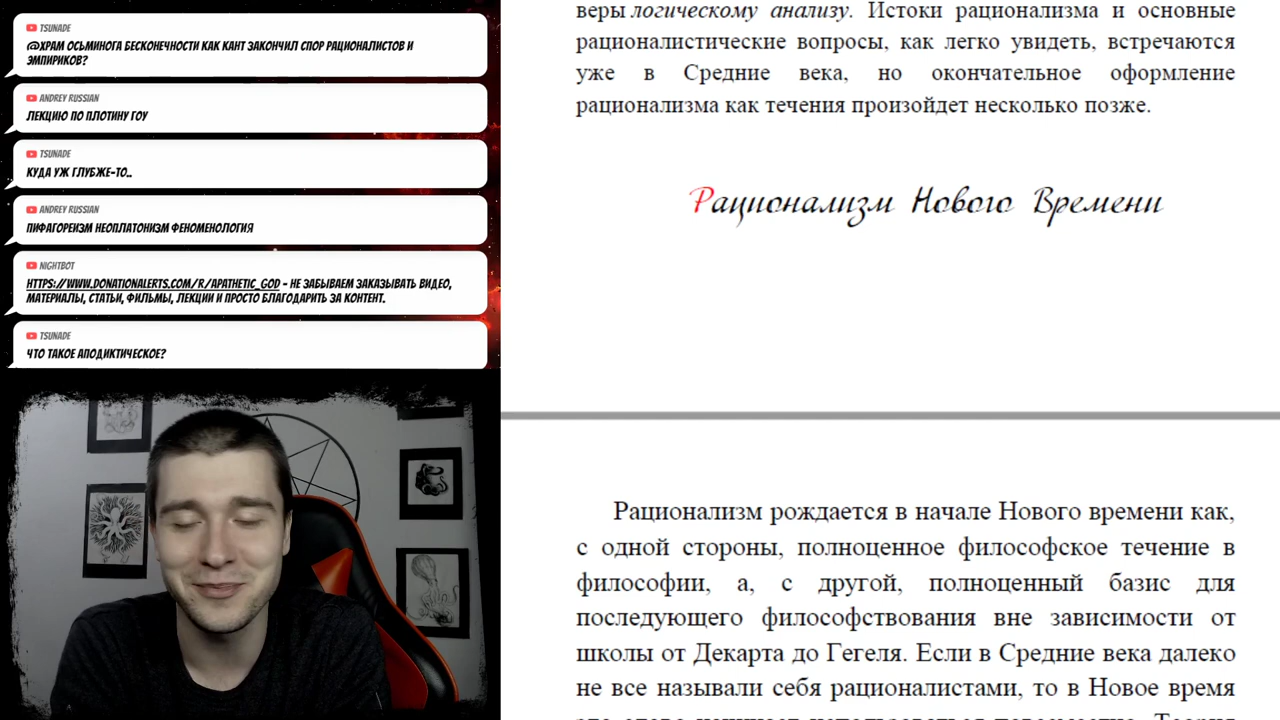 TSUNADE
@ХРАМ ОСЬМИНОГА БЕСКОНЕЧНОСТИ КАК КАНТ ЗАКОНЧИЛ СПОР РАЦИОНАЛИСТОВ И
ЭМПИРИКОВ?
ANDREY RUSSIAN
ЛЕКЦИЮ ПО ПЛОТИНУ ГОУ
TSUNADE
КУДА УЖ ГЛУБЖЕ-ТО..
ANDREY RUSSIAN
ПИФАГОРЕИЗМ НЕОПЛАТОНИЗМ ФЕНОМЕНОЛОГИЯ
NIGHTBOT
HTTPS://WWW.DONATIONALERTS.COM/R/APATHETIC_GOD - НЕ ЗАБЫВАЕМ ЗАКАЗЫВАТЬ ВИДЕО,
МАТЕРИАЛЫ, СТАТЬИ, ФИЛЬМЫ, ЛЕКЦИИ И ПРОСТО БЛАГОДАРИТЬ ЗА КОНТЕНТ.
TSUNADE
ЧТО ТАКОЕ АПОДИКТИЧЕСКОЕ?
веры логическому анализу. Истоки рационализма и основные
рационалистические вопросы, как легко увидеть, встречаются
уже в Средние века, но окончательное оформление
рационализма как течения произойдет несколько позже.
Рационализм Нового Времени
Рационализм рождается в начале Нового времени как,
с одной стороны, полноценное философское течение в
философии, а, с другой, полноценный базис для
последующего философствования вне зависимости от
школы от Декарта до Гегеля. Если в Средние века далеко
не все называли себя рационалистами, то в Новое время